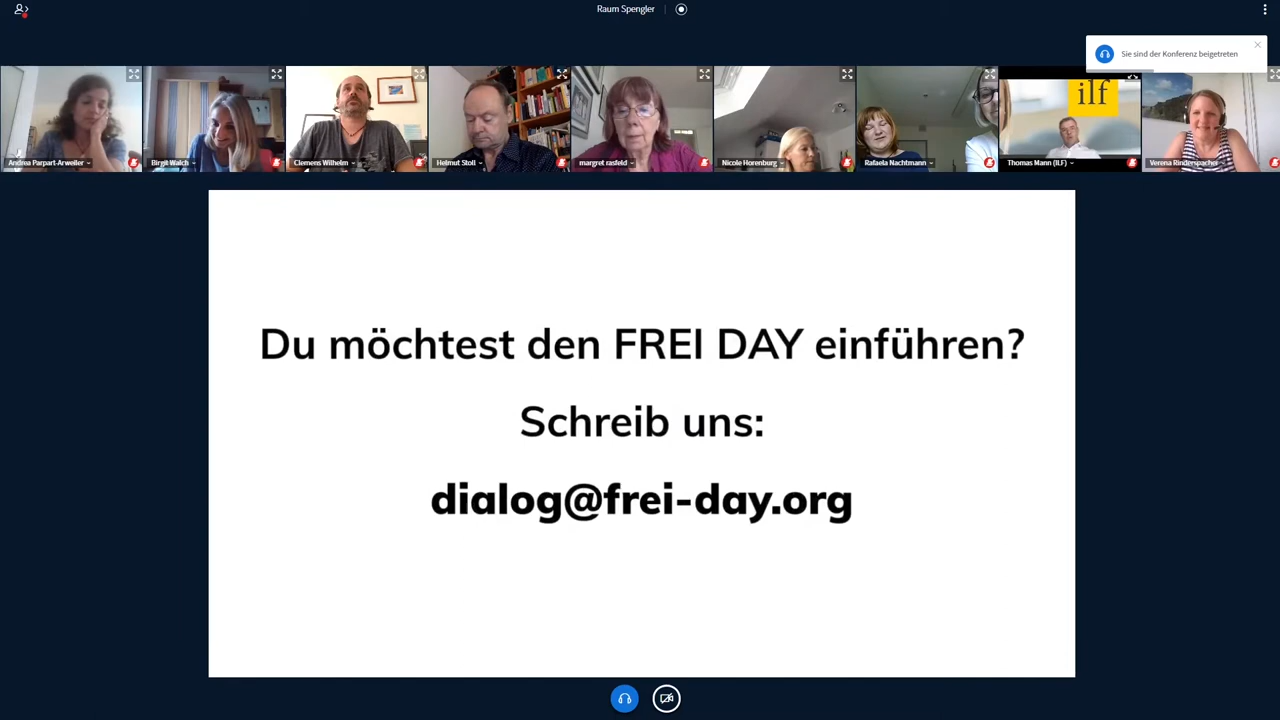 Raum Spengler
Sie sind der Konferenz beigetreten
ilf
Andrea Parpart-Arweiler
Birgit Walch
Clemens Wilhelm
Helmut Stoll
margret rasfeld
Nicole Horenburg
Rafaela Nachtmann
Thomas Mann (ILF)
Verena Rinderspacher
Du möchtest den FREI DAY einführen?
Schreib uns:
dialog@frei-day.org